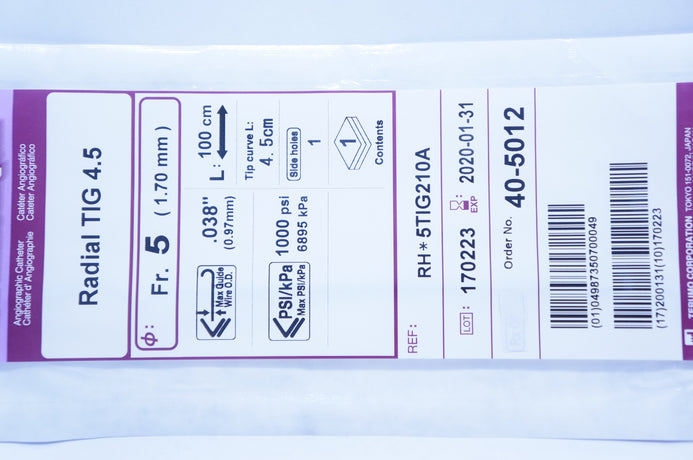 Angiographic Catheter
Cathéter d' Angiographie
Catéter Angiográfico
Cateter Angiográfico
Radial TIG 4.5
ϕ: Fr. 5 (1.70 mm)
Max Guide
Wire O.D.
.038"
(0.97mm)
L: 100 cm
Tip curve L:
4.5cm
PSI/kPa
Max PSI/kPa
1000 psi
6895 kPa
Side holes
1
1
Contents
REF: RH*5TIG210A
LOT: 170223
EXP 2020-01-31
Order No. 40-5012
(01)04987350700049
(17)200131(10)170223
TERUMO CORPORATION TOKYO 151-0072, JAPAN